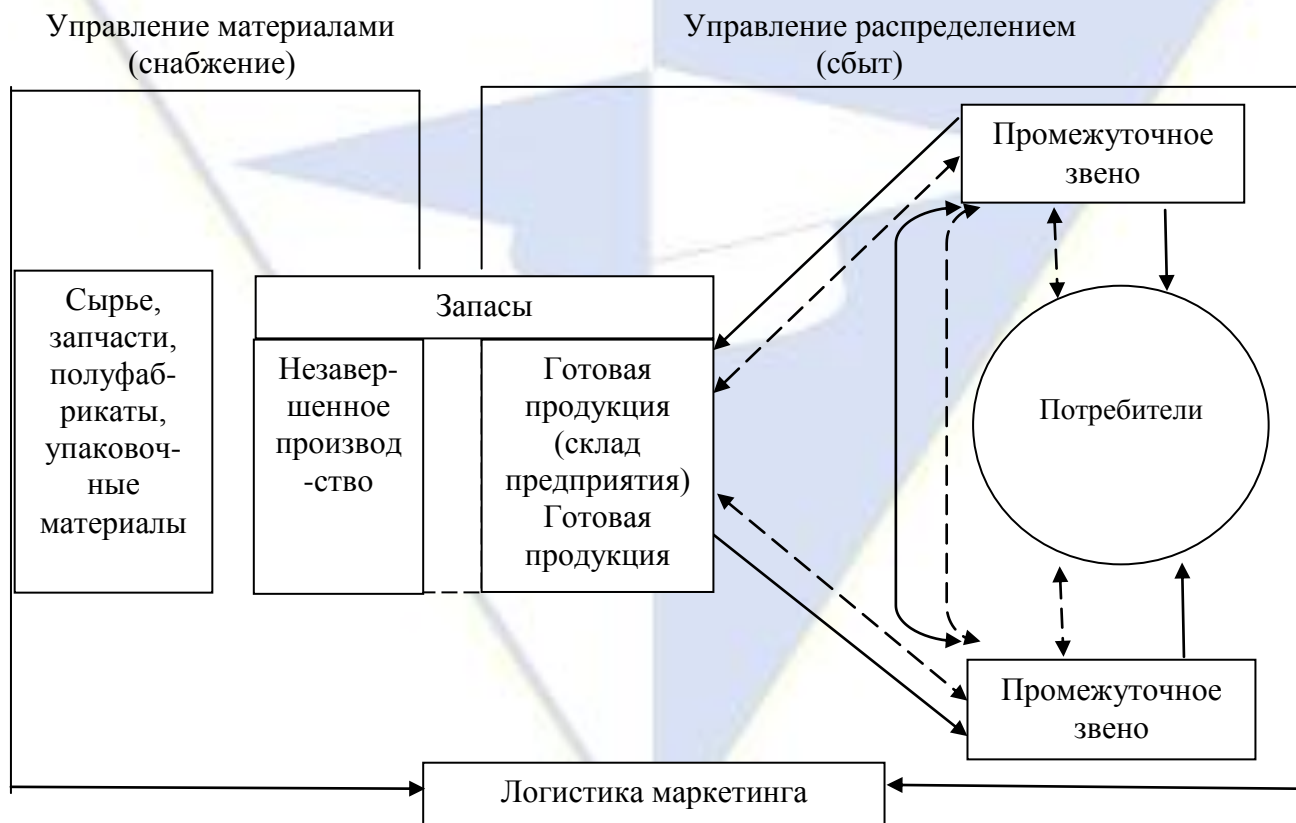 Управление материалами
(снабжение)
Управление распределением
(сбыт)
Промежуточное
звено
Сырье,
запчасти,
полуфаб-
рикаты,
упаковоч-
ные
материалы
Запасы
Незавер-
шенное
производ
-ство
Готовая
продукция
(склад
предприятия)
Готовая
продукция
Потребители
Промежуточное
звено
Логистика маркетинга